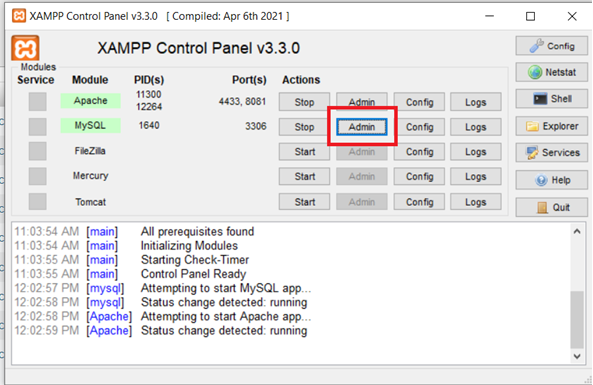 XAMPP Control Panel v3.3.0 [ Compiled: Apr 6th 2021 ]
XAMPP Control Panel v3.3.0
Config
Modules
Service Module PID(s) Port(s) Actions
Netstat
Apache 11300 12264 4433, 8081 Stop Admin Config Logs
Shell
MySQL 1640 3306 Stop Admin Config Logs
Explorer
FileZilla Start Admin Config Logs
Services
Mercury Start Admin Config Logs
Help
Tomcat Start Admin Config Logs
Quit
11:03:54 AM [main] All prerequisites found
11:03:54 AM [main] Initializing Modules
11:03:55 AM [main] Starting Check-Timer
11:03:55 AM [main] Control Panel Ready
12:02:57 PM [mysql] Attempting to start MySQL app...
12:02:58 PM [mysql] Status change detected: running
12:02:58 PM [Apache] Attempting to start Apache app...
12:02:59 PM [Apache] Status change detected: running